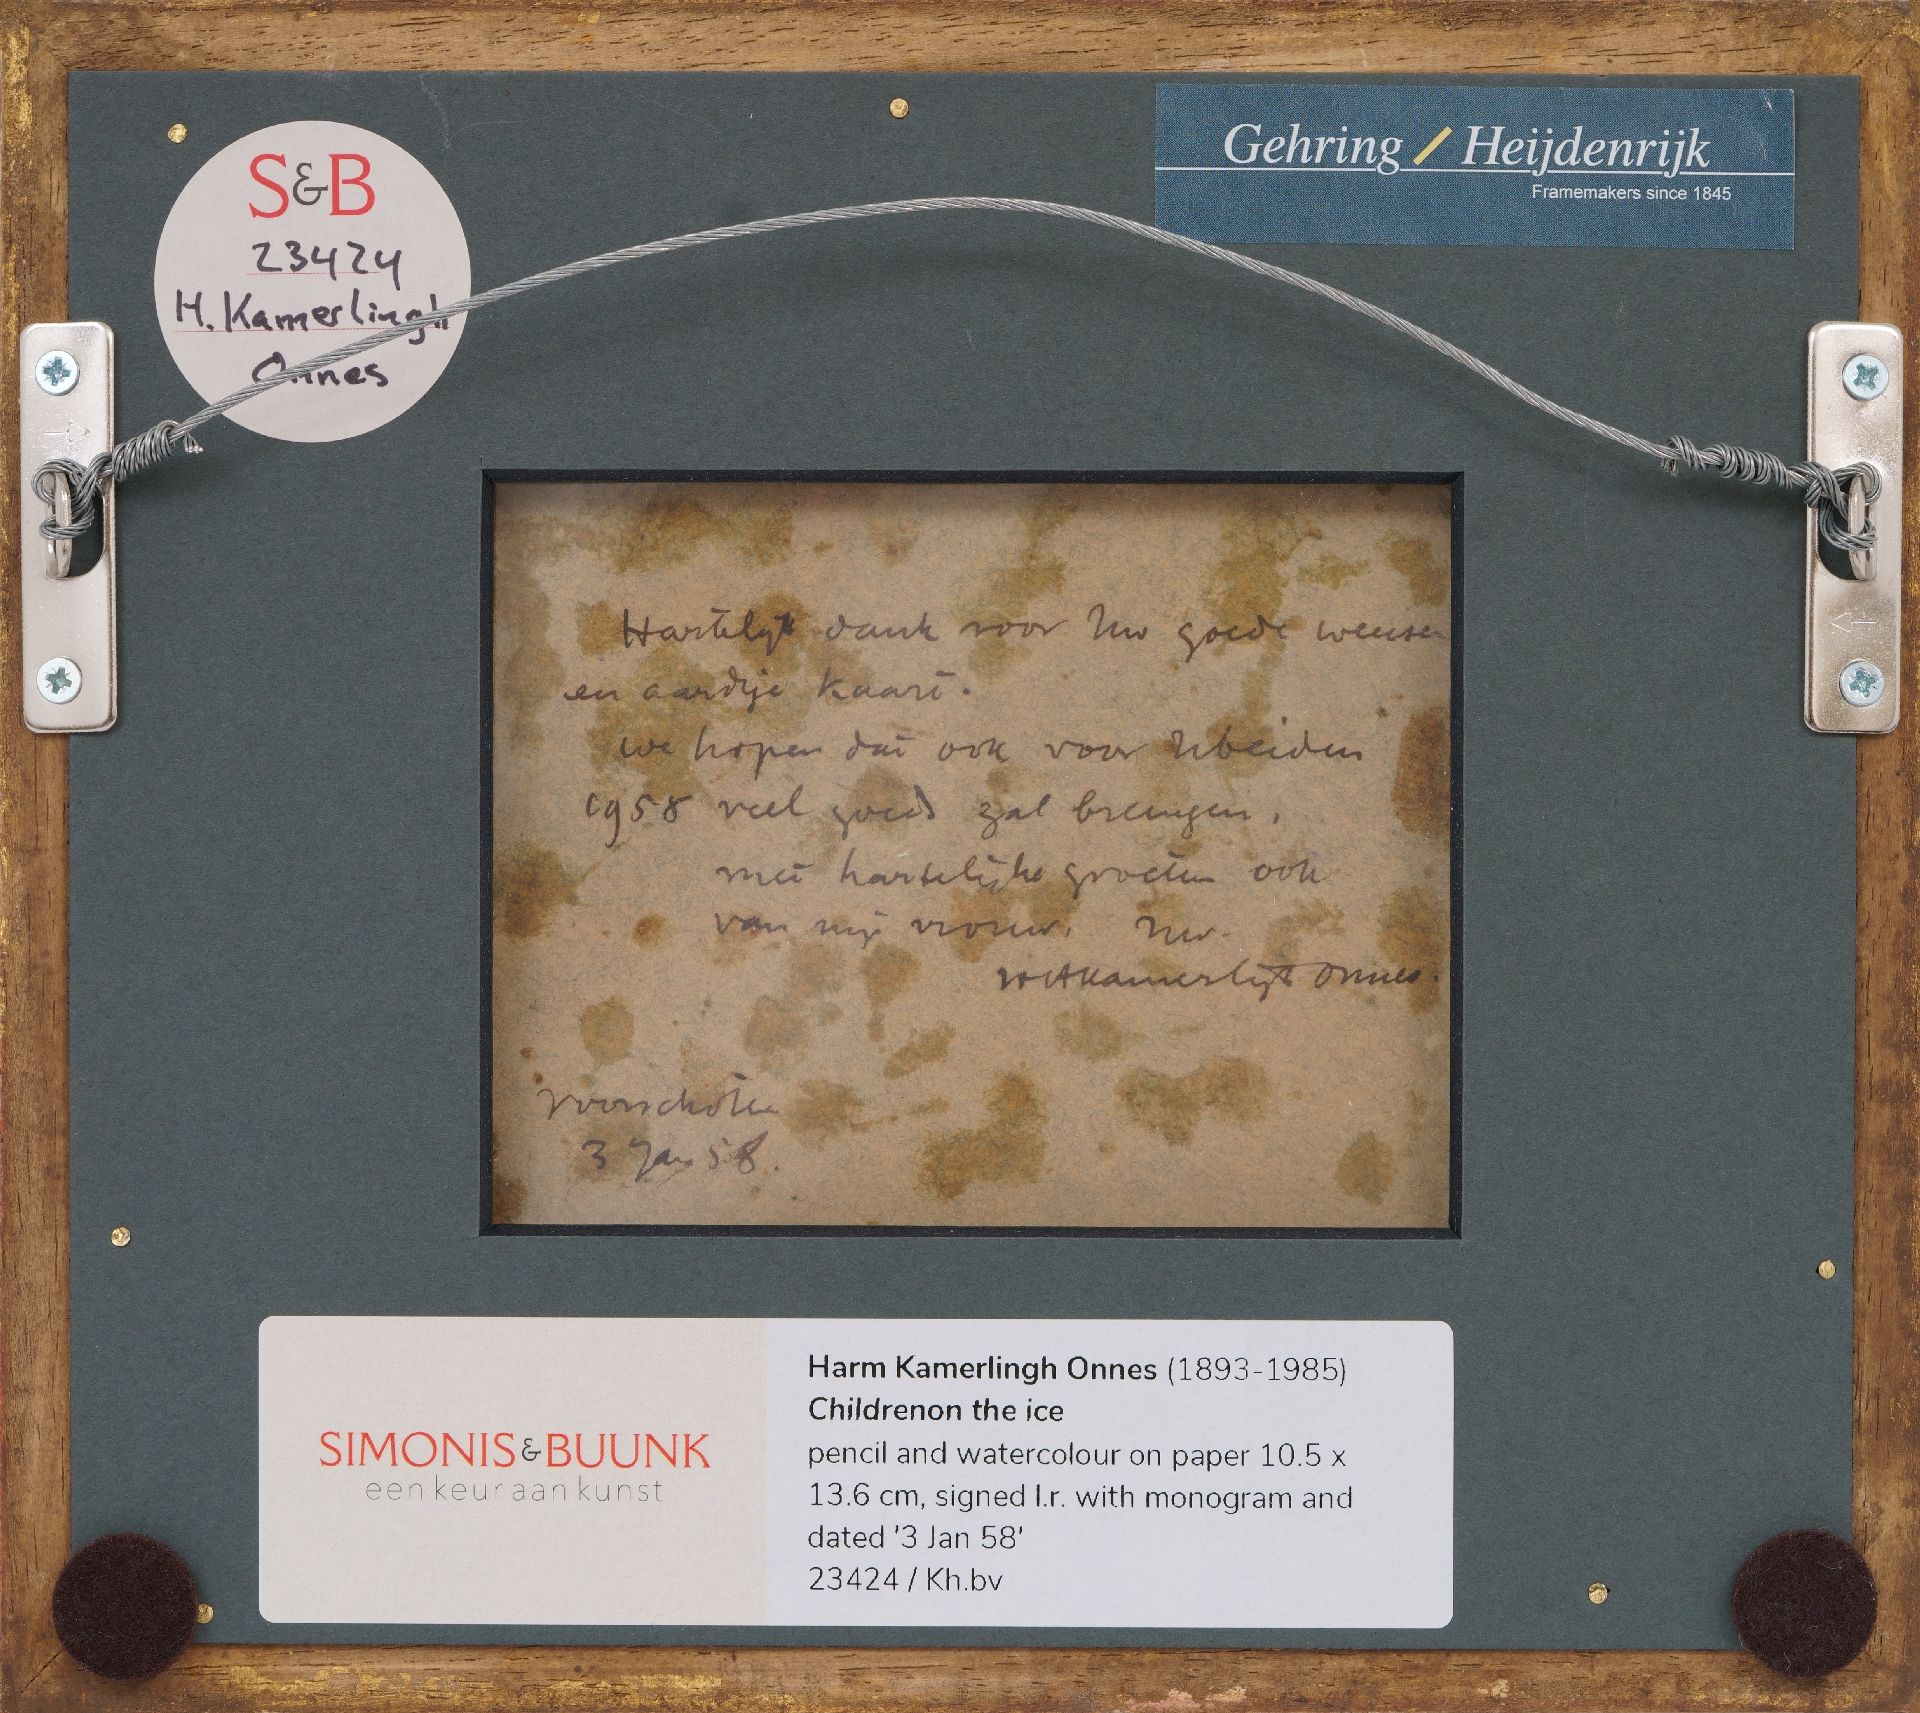 S&B
23424
H. Kamerlingh
Onnes
Gehring / Heijdenrijk
Framemakers since 1845
Hartelijk dank voor Uw goede wensen
en aardige kaart.
we hopen dat ook voor U beiden
1958 veel goeds zal brengen.
met hartelijke groeten ook
van mijn vrouw. Uw.
HHKamerlingh Onnes.
Voorschoten
3 Jan 58.
SIMONIS&BUUNK
een keur aan kunst
Harm Kamerlingh Onnes (1893-1985)
Childrenon the ice
pencil and watercolour on paper 10.5 x
13.6 cm, signed l.r. with monogram and
dated '3 Jan 58'
23424 / Kh.bv